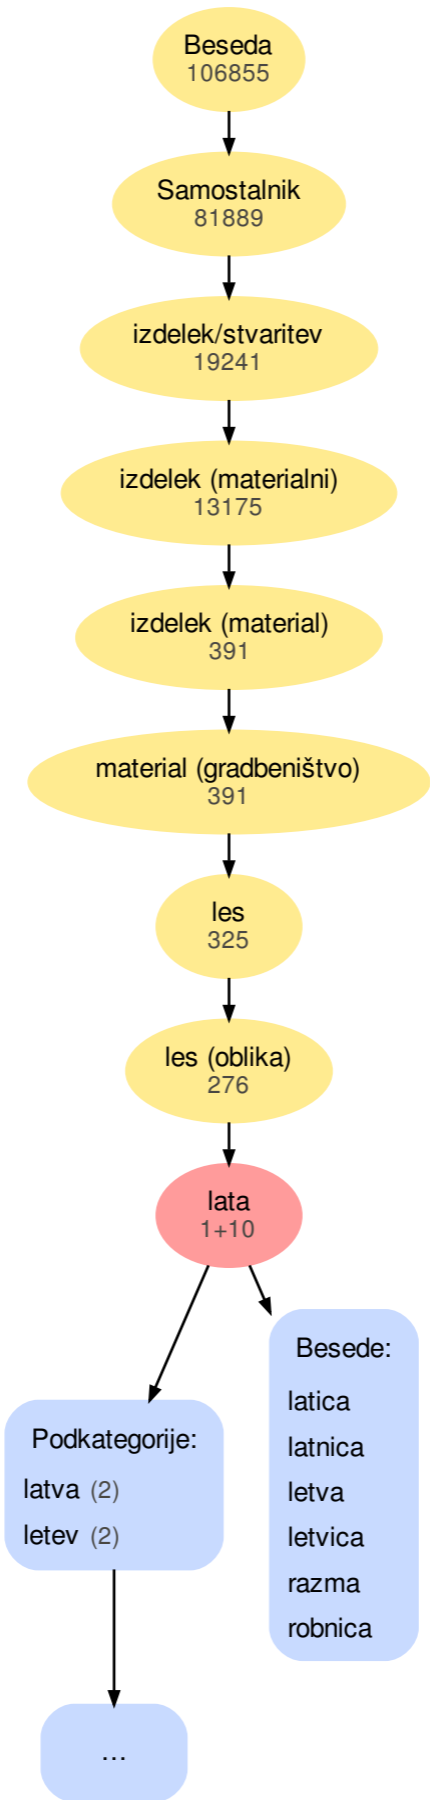 Beseda
106855
Samostalnik
81889
izdelek/stvaritev
19241
izdelek (materialni)
13175
izdelek (material)
391
material (gradbeništvo)
391
les
325
les (oblika)
276
lata
1+10
Besede:
latica
latnica
letva
letvica
razma
robnica
Podkategorije:
latva (2)
letev (2)
...